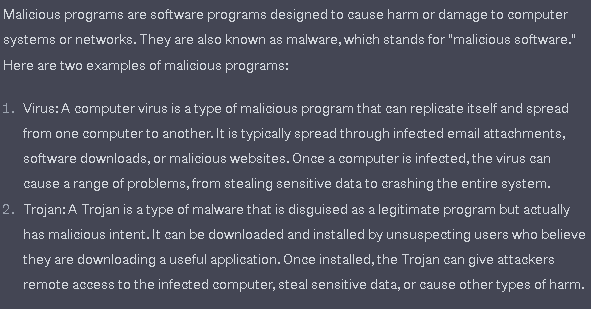 Malicious programs are software programs designed to cause harm or damage to computer
systems or networks. They are also known as malware, which stands for "malicious software."
Here are two examples of malicious programs:
1. Virus: A computer virus is a type of malicious program that can replicate itself and spread
from one computer to another. It is typically spread through infected email attachments,
software downloads, or malicious websites. Once a computer is infected, the virus can
cause a range of problems, from stealing sensitive data to crashing the entire system.
2. Trojan: A Trojan is a type of malware that is disguised as a legitimate program but actually
has malicious intent. It can be downloaded and installed by unsuspecting users who believe
they are downloading a useful application. Once installed, the Trojan can give attackers
remote access to the infected computer, steal sensitive data, or cause other types of harm.